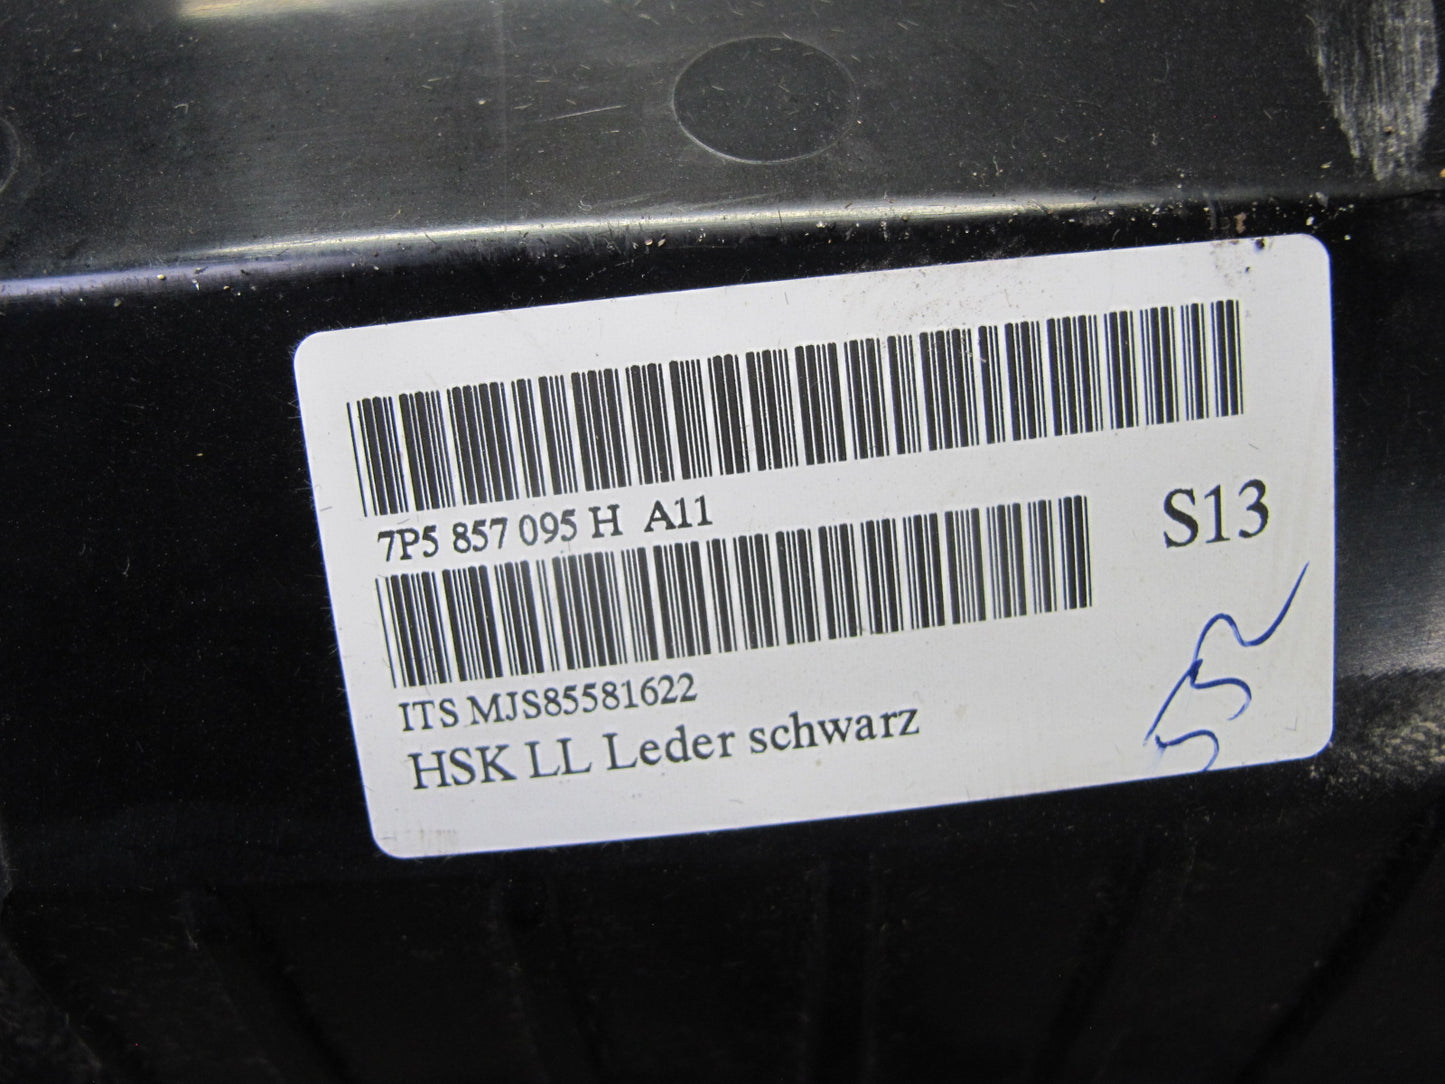 7P5 857 095 H A11
S13
ITS MJS85581622
HSK LL Leder schwarz